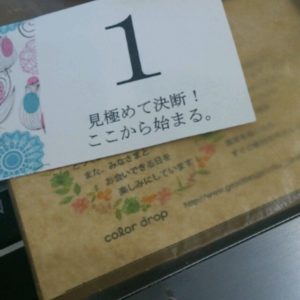 1
見極めて決断!
ここから始まる。
また、みなさまと
お会いできる日を
楽しみにしています
color drop
http://www.